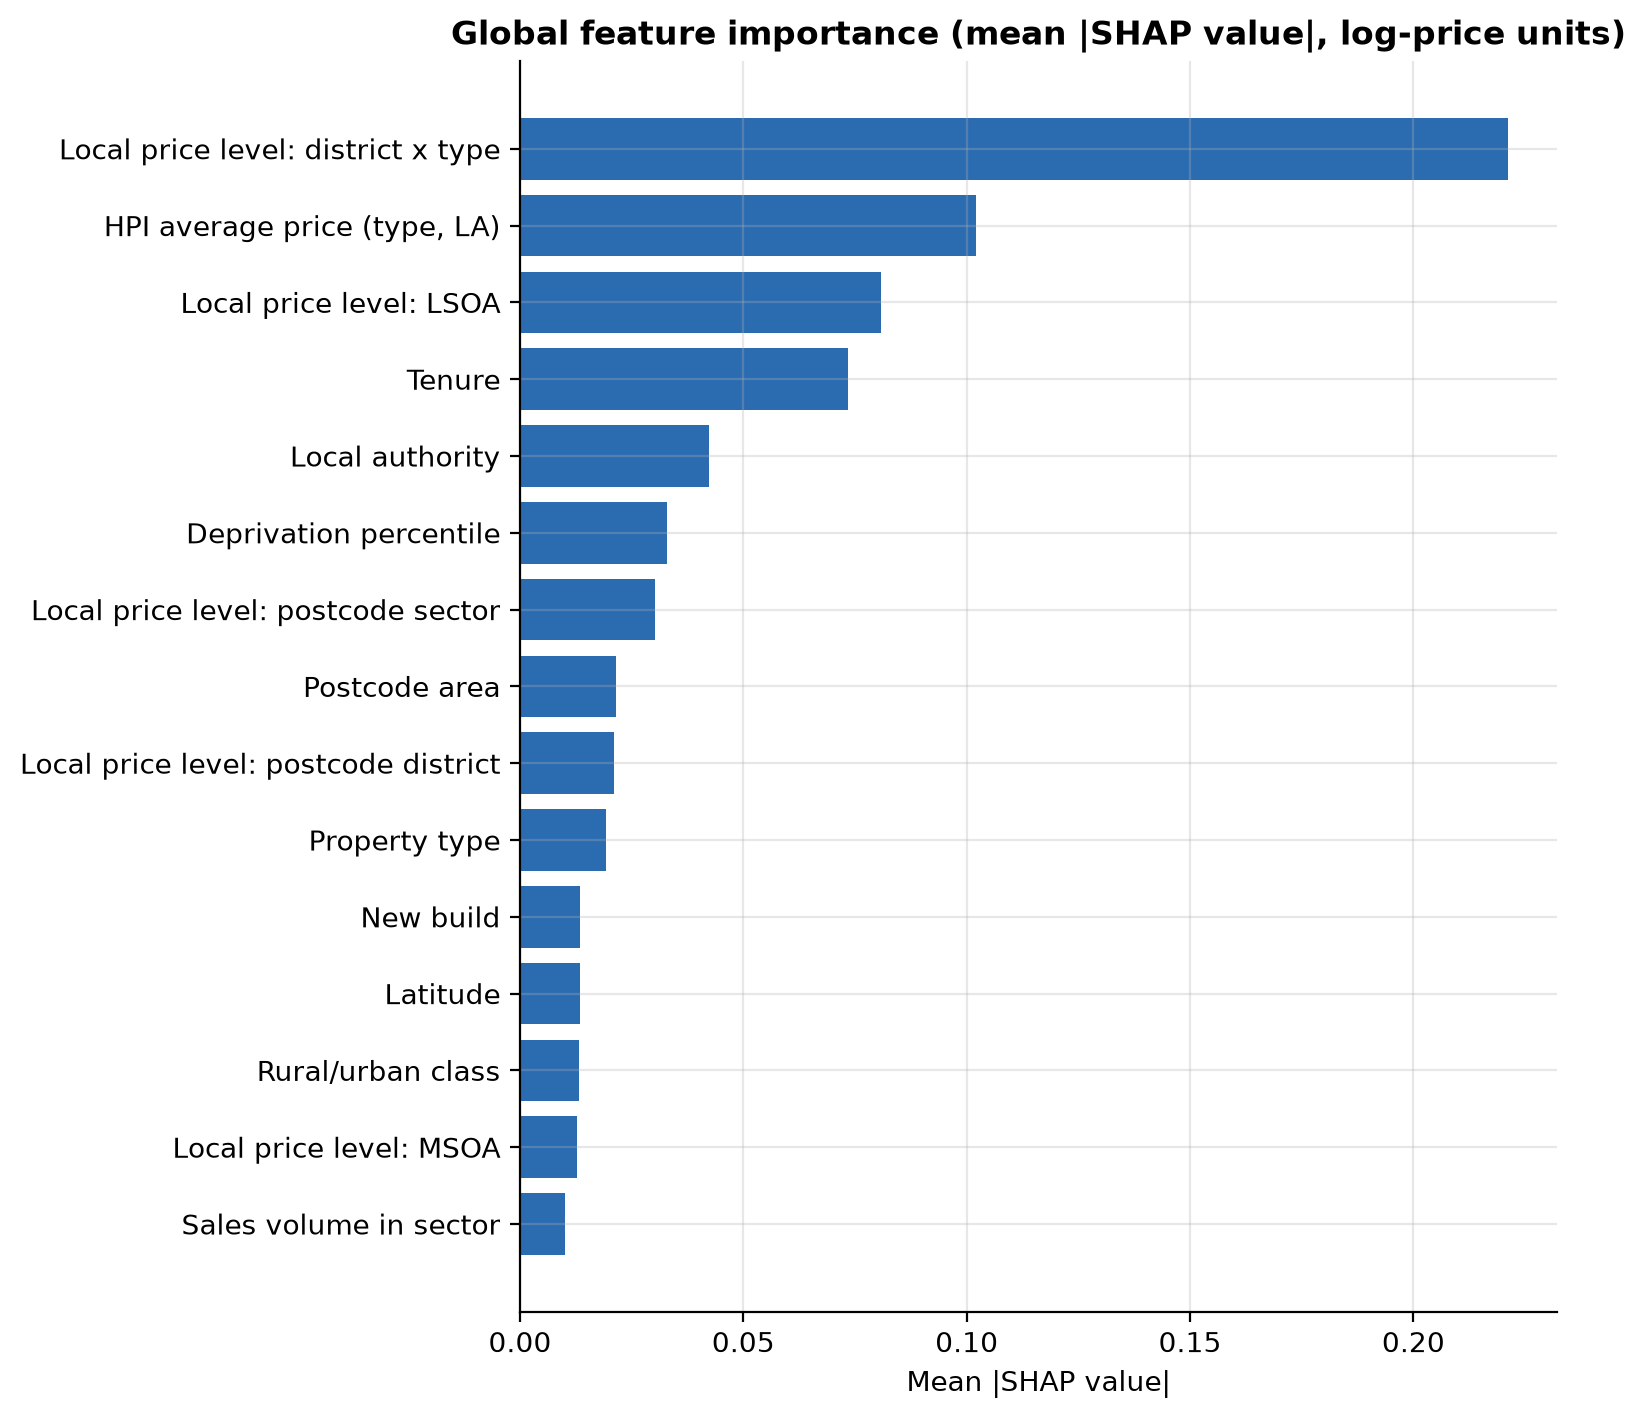 Global feature importance (mean |SHAP value|, log-price units)
Local price level: district x type
HPI average price (type, LA)
Local price level: LSOA
Tenure
Local authority
Deprivation percentile
Local price level: postcode sector
Postcode area
Local price level: postcode district
Property type
New build
Latitude
Rural/urban class
Local price level: MSOA
Sales volume in sector
0.00 0.05 0.10 0.15 0.20
Mean |SHAP value|